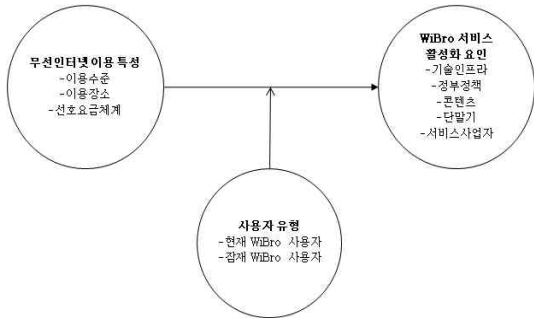 무선인터넷 이용 특성
-이용수준
-이용장소
-선호요금체계
WiBro 서비스
활성화 요인
-기술인프라
-정부정책
-콘텐츠
-단말기
-서비스사업자
사용자 유형
-현재 WiBro 사용자
-잠재 WiBro 사용자